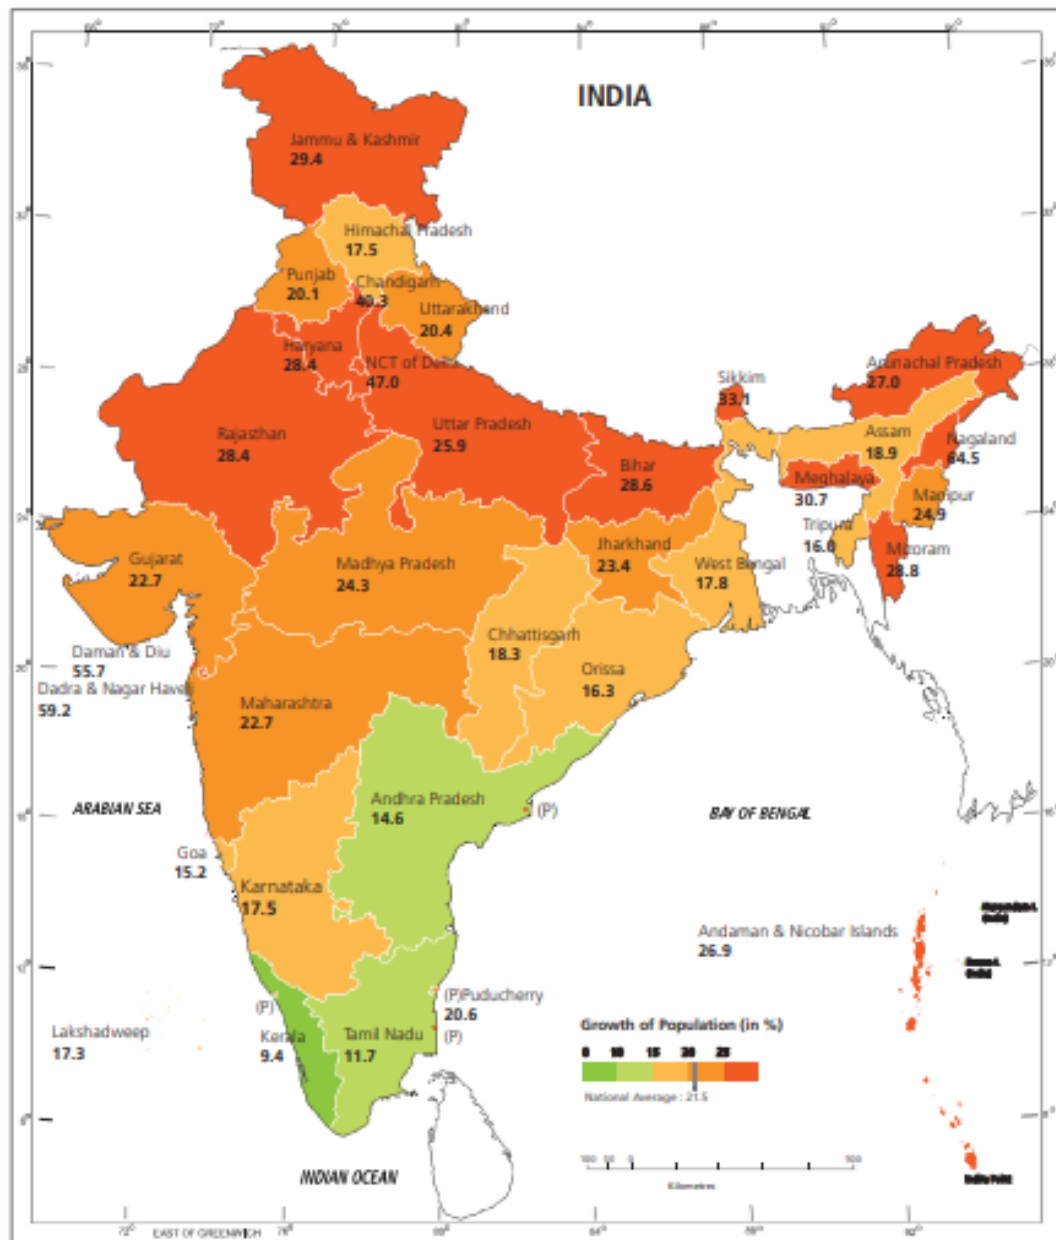 INDIA
Jammu & Kashmir
29.4
Himachal Pradesh
17.5
Punjab
20.1
Chandigarh
40.3
Uttarakhand
20.4
Haryana
28.4
NCT of Delhi
47.0
Sikkim
33.1
Arunachal Pradesh
27.0
Rajasthan
28.4
Uttar Pradesh
25.9
Assam
18.9
Nagaland
64.5
Bihar
28.6
Meghalaya
30.7
Manipur
24.9
Tripura
16.0
Mizoram
28.8
Gujarat
22.7
Madhya Pradesh
24.3
Jharkhand
23.4
West Bengal
17.8
Chhattisgarh
18.3
Orissa
16.3
Daman & Diu
55.7
Dadra & Nagar Haveli
59.2
Maharashtra
22.7
ARABIAN SEA
Andhra Pradesh
14.6
(P)
BAY OF BENGAL
Goa
15.2
Karnataka
17.5
Andaman & Nicobar Islands
26.9
(P)
(P)Puducherry
20.6
(P)
Lakshadweep
17.3
Kerala
9.4
Tamil Nadu
11.7
Growth of Population (in %)
0 10 15 20 25
National Average : 21.5
INDIAN OCEAN
100 50 0 500
Kilometres
EAST OF GREENWICH